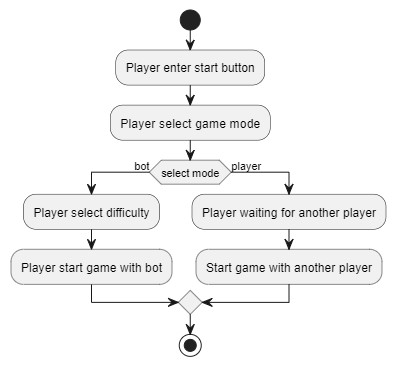 Player enter start button
Player select game mode
bot
select mode
player
Player select difficulty
Player waiting for another player
Player start game with bot
Start game with another player